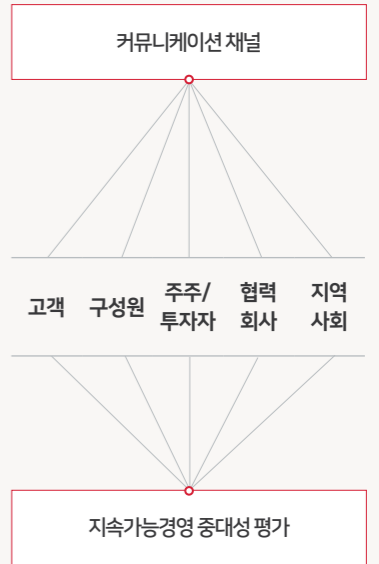 커뮤니케이션 채널
고객
구성원
주주/
투자자
협력
회사
지역
사회
지속가능경영 중대성 평가